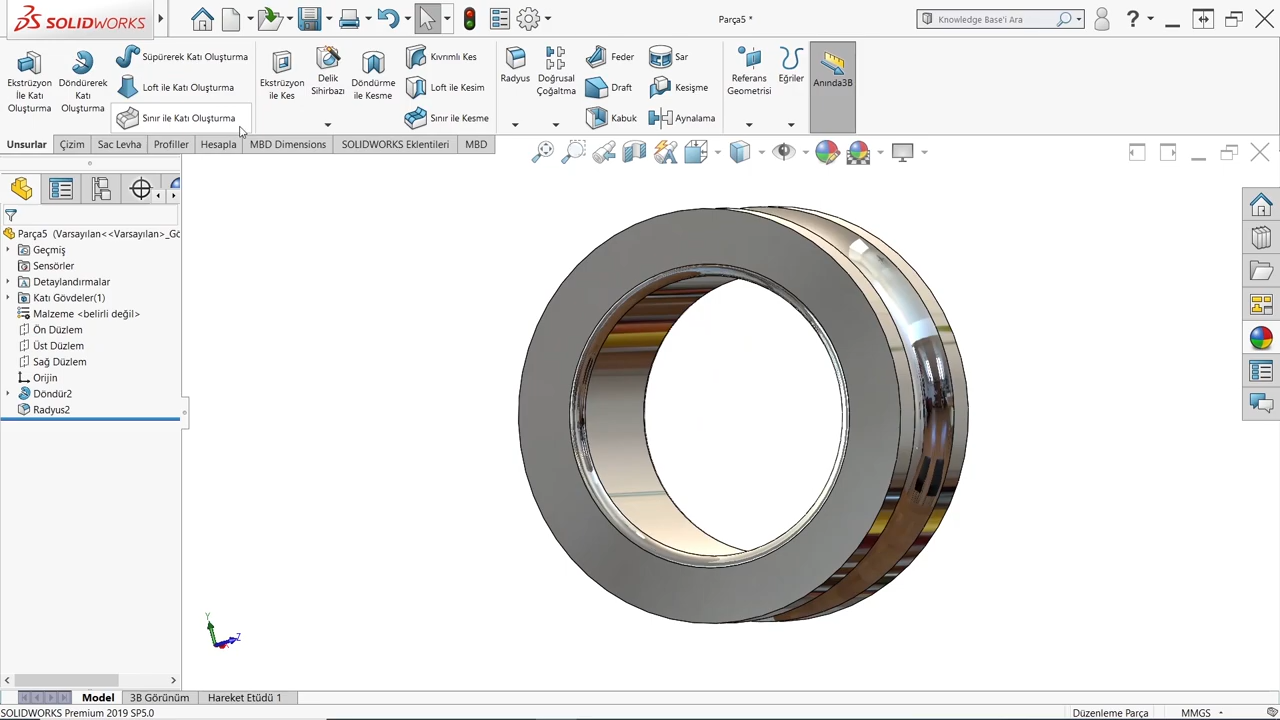 SOLIDWORKS
Parça5 *
Knowledge Base'i Ara
?
Ekstrüzyon
İle Katı
Oluşturma
Döndürerek
Katı
Oluşturma
Süpürerek Katı Oluşturma
Loft ile Katı Oluşturma
Sınır ile Katı Oluşturma
Ekstrüzyon
ile Kes
Delik
Sihirbazı
Döndürme
ile Kesme
Kıvrımlı Kes
Loft ile Kesim
Sınır ile Kesme
Radyus
Doğrusal
Çoğaltma
Feder
Draft
Kabuk
Sar
Kesişme
Aynalama
Referans
Geometrisi
Eğriler
Anında3B
Unsurlar
Çizim
Sac Levha
Profiller
Hesapla
MBD Dimensions
SOLIDWORKS Eklentileri
MBD
Parça5 (Varsayılan<<Varsayılan>_Gö
Geçmiş
Sensörler
Detaylandırmalar
Katı Gövdeler(1)
Malzeme <belirli değil>
Ön Düzlem
Üst Düzlem
Sağ Düzlem
Orijin
Döndür2
Radyus2
Y
Z
Model
3B Görünüm
Hareket Etüdü 1
SOLIDWORKS Premium 2019 SP5.0
Düzenleme Parça
MMGS